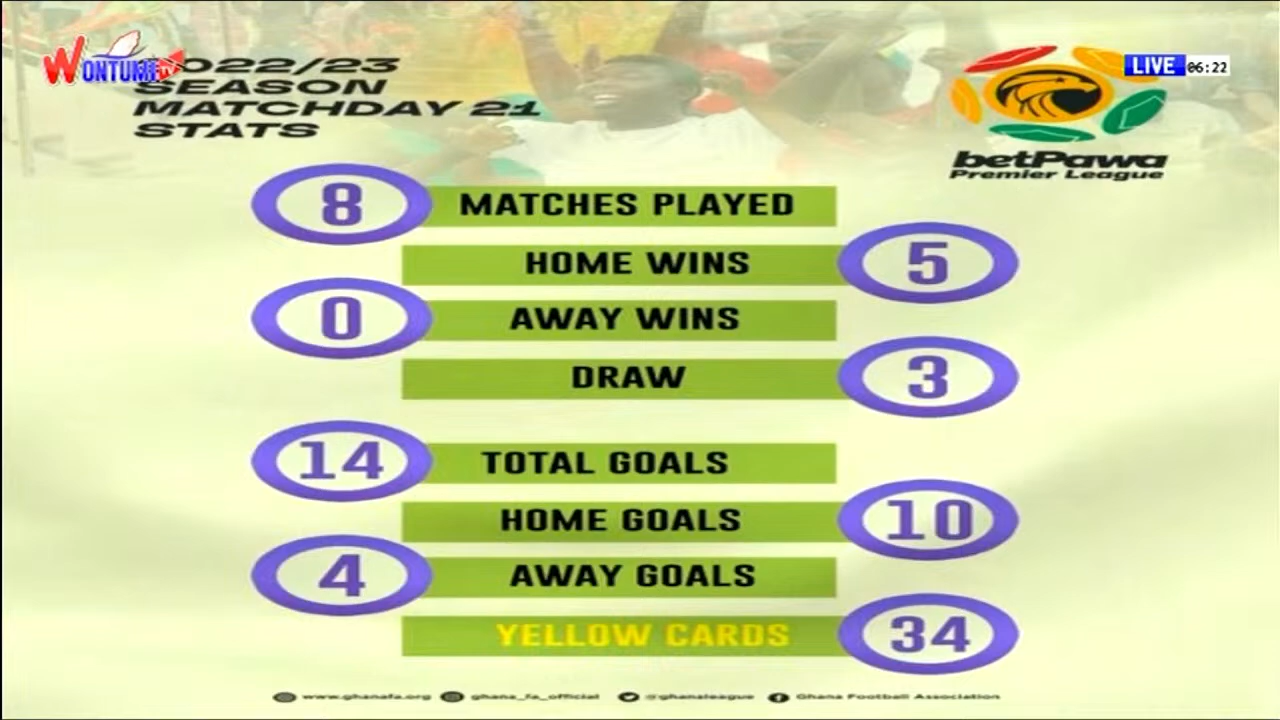 WONTUMI TV
LIVE 06:22
2022/23
SEASON
MATCHDAY 21
STATS
betPawa
Premier League
8 MATCHES PLAYED
HOME WINS 5
0 AWAY WINS
DRAW 3
14 TOTAL GOALS
HOME GOALS 10
4 AWAY GOALS
YELLOW CARDS 34
www.ghanafa.org ghana_fa_official @ghanaleague Ghana Football Association